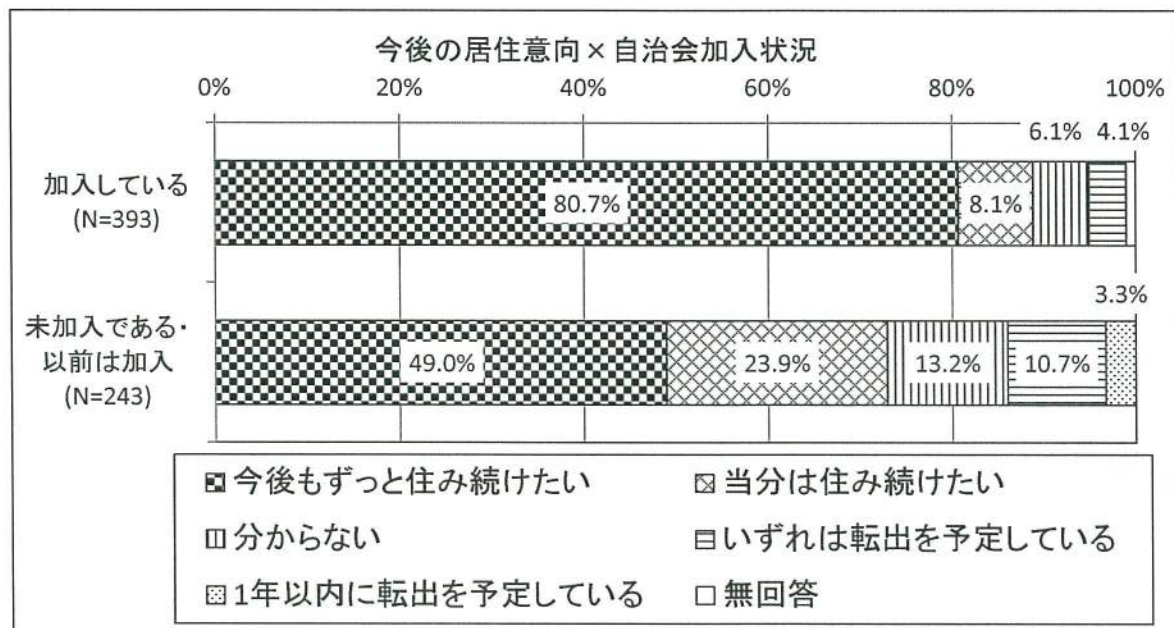 今後の居住意向×自治会加入状況
0% 20% 40% 60% 80% 100%
6.1% 4.1%
加入している
(N=393)
80.7% 8.1%
3.3%
未加入である・
以前は加入
(N=243)
49.0% 23.9% 13.2% 10.7%
今後もずっと住み続けたい 当分は住み続けたい
分からない いずれは転出を予定している
1年以内に転出を予定している 無回答